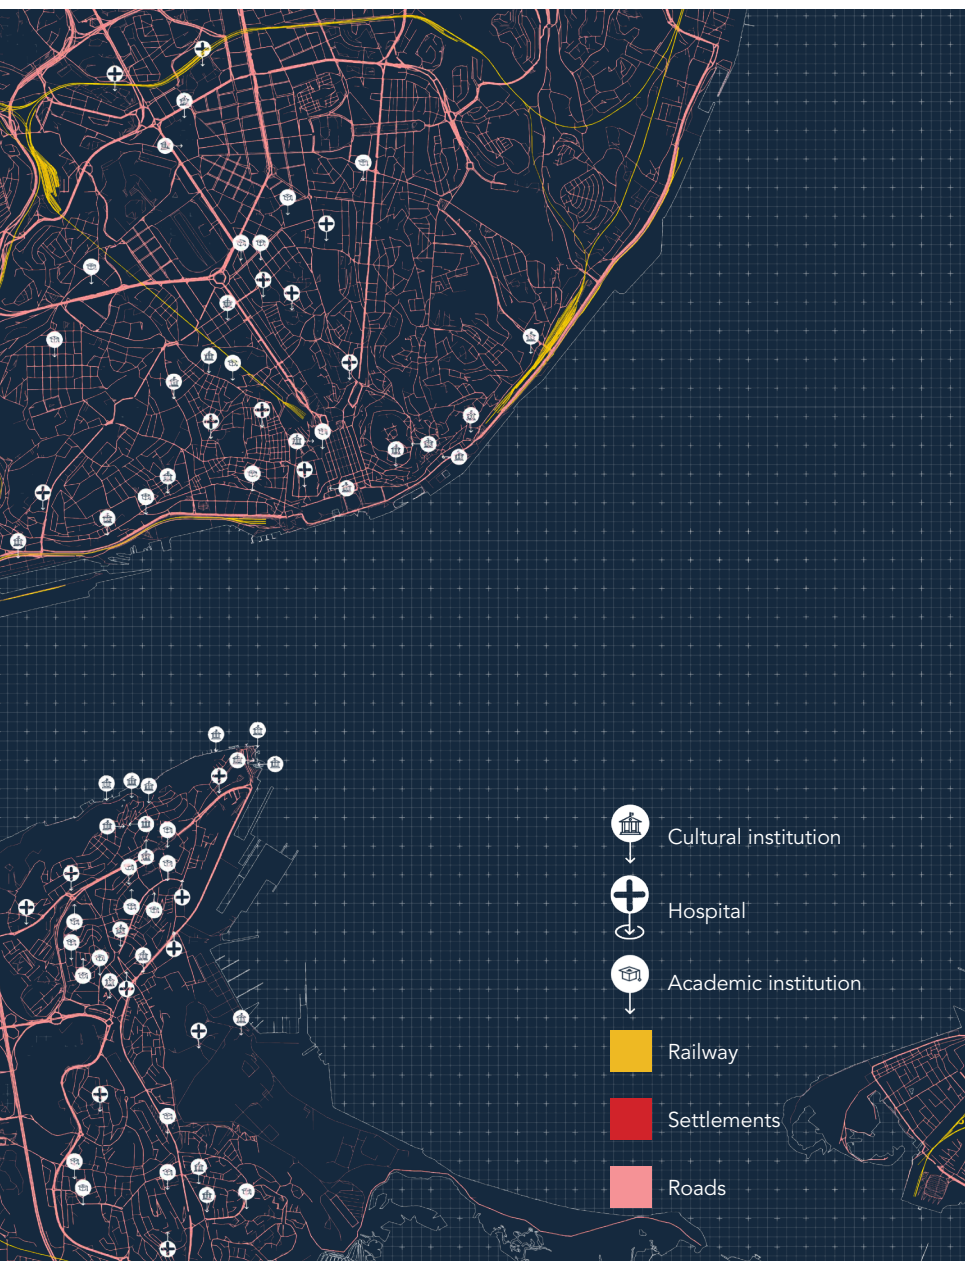 Cultural institution
Hospital
Academic institution
Railway
Settlements
Roads